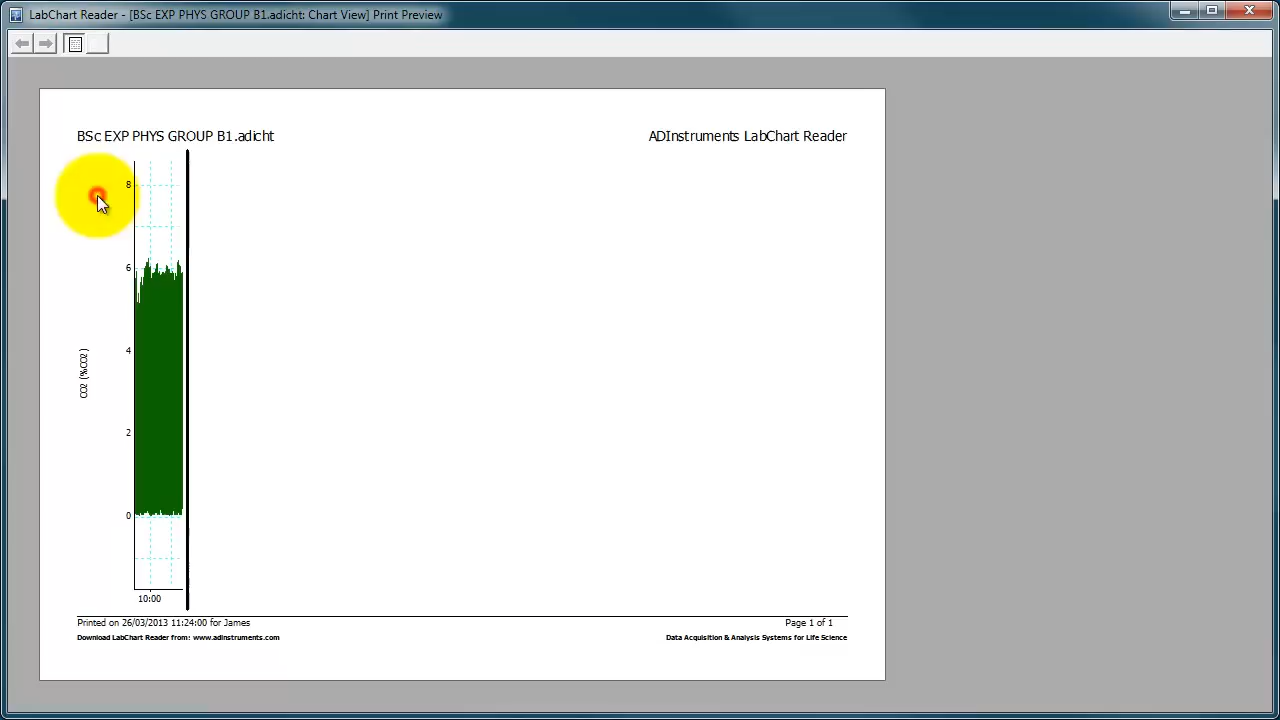 LabChart Reader - [BSc EXP PHYS GROUP B1.adicht: Chart View] Print Preview
BSc EXP PHYS GROUP B1.adicht
ADInstruments LabChart Reader
8
6
4
2
0
CO2 (%CO2)
10:00
Printed on 26/03/2013 11:24:00 for James
Page 1 of 1
Download LabChart Reader from: www.adinstruments.com
Data Acquisition & Analysis Systems for Life Science